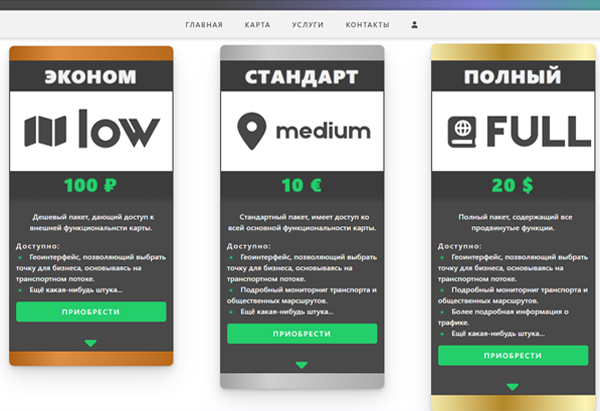 ГЛАВНАЯ КАРТА УСЛУГИ КОНТАКТЫ
ЭКОНОМ
low
100 ₽
Дешевый пакет, дающий доступ к
внешней функциональнсти карты.
Доступно:
Геоинтерфейс, позволяющий выбрать
точку для бизнеса, основываясь на
транспортном потоке.
Ещё какая-нибудь штука...
ПРИОБРЕСТИ
СТАНДАРТ
medium
10 €
Стандартный пакет, имеет доступ ко
всей основной функциональности карты.
Доступно:
Геоинтерфейс, позволяющий выбрать
точку для бизнеса, основываясь на
транспортном потоке.
Подробный мониторинг транспорта и
общественных маршрутов.
Ещё какая-нибудь штука...
ПРИОБРЕСТИ
ПОЛНЫЙ
FULL
20 $
Полный пакет, содержащий все
продвинутые функции.
Доступно:
Геоинтерфейс, позволяющий выбрать
точку для бизнеса, основываясь на
транспортном потоке.
Подробный мониторинг транспорта и
общественных маршрутов.
Более подробная информация о
трафике.
Ещё какая-нибудь штука...
ПРИОБРЕСТИ